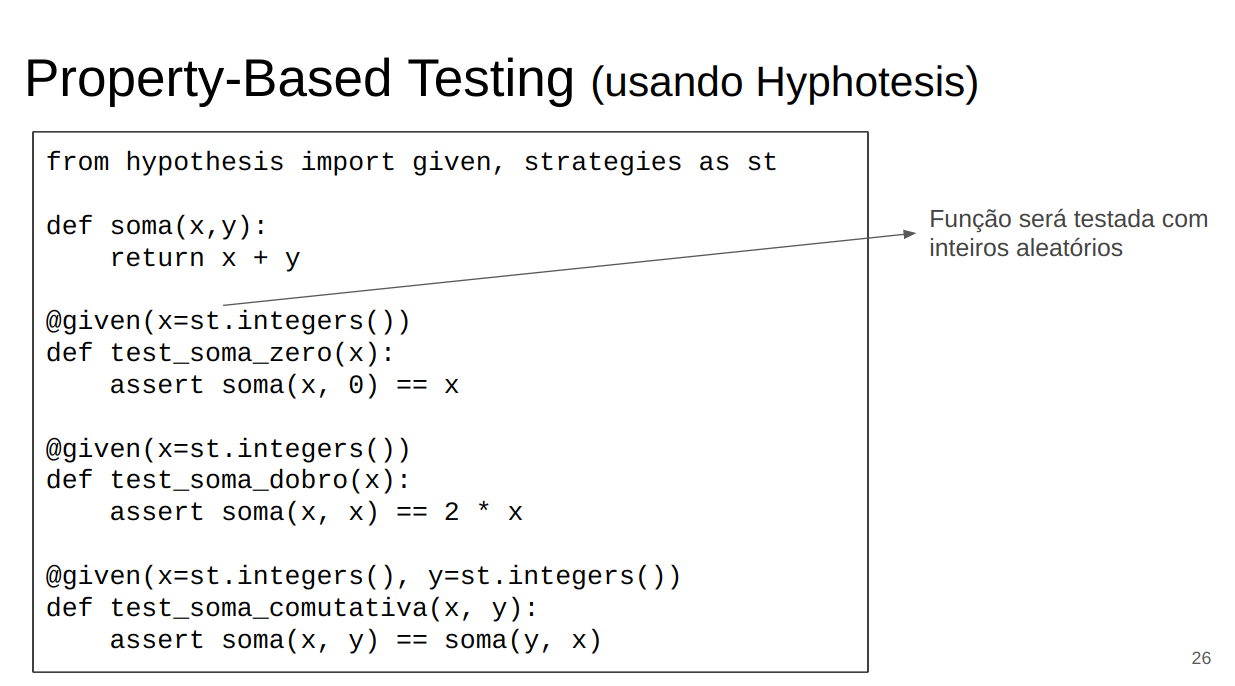 Property-Based Testing (usando Hyphotesis)
from hypothesis import given, strategies as st
def soma(x,y):
    return x + y
Função será testada com
inteiros aleatórios
@given(x=st.integers())
def test_soma_zero(x):
    assert soma(x, 0) == x
@given(x=st.integers())
def test_soma_dobro(x):
    assert soma(x, x) == 2 * x
@given(x=st.integers(), y=st.integers())
def test_soma_comutativa(x, y):
    assert soma(x, y) == soma(y, x)
26